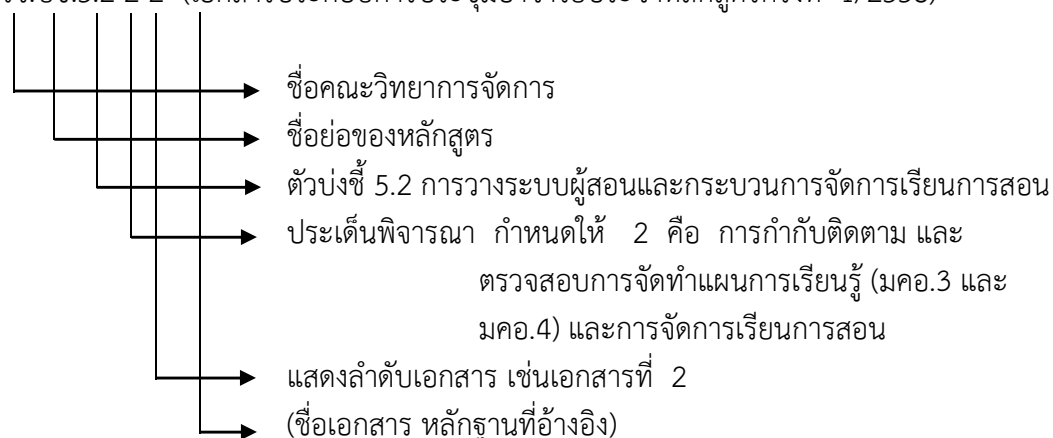 ชื่อคณะวิทยาการจัดการ
ชื่อย่อของหลักสูตร
ตัวบ่งชี้ 5.2 การวางระบบผู้สอนและกระบวนการจัดการเรียนการสอน
ประเด็นพิจารณา กำหนดให้ 2 คือ การกำกับติดตาม และ
ตรวจสอบการจัดทำแผนการเรียนรู้ (มคอ.3 และ
มคอ.4) และการจัดการเรียนการสอน
แสดงลำดับเอกสาร เช่นเอกสารที่ 2
(ชื่อเอกสาร หลักฐานที่อ้างอิง)